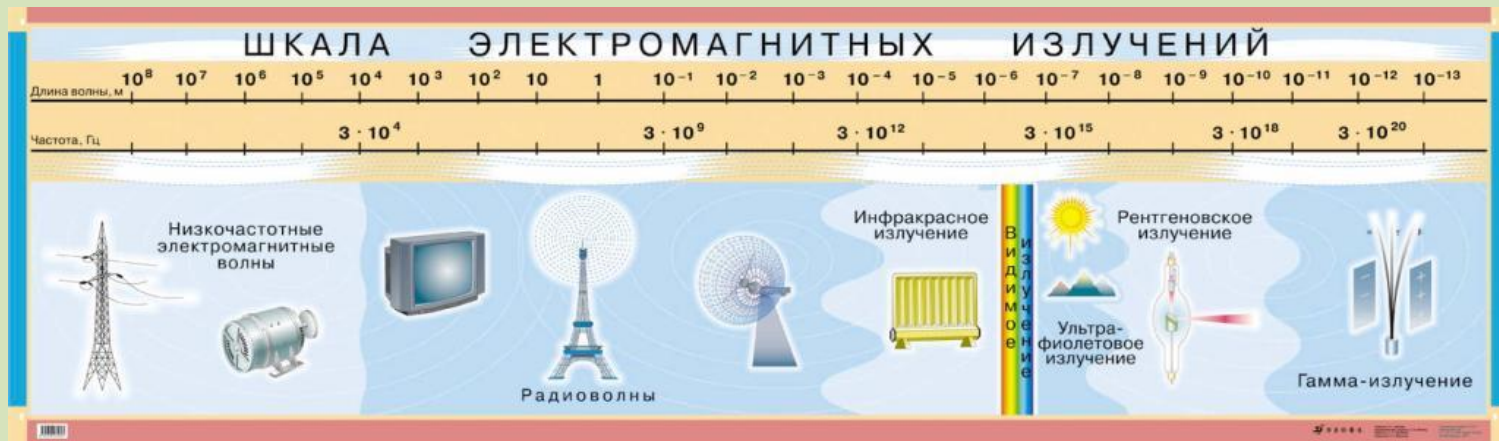 ШКАЛА ЭЛЕКТРОМАГНИТНЫХ ИЗЛУЧЕНИЙ
10⁸ 10⁷ 10⁶ 10⁵ 10⁴ 10³ 10² 10 1 10⁻¹ 10⁻² 10⁻³ 10⁻⁴ 10⁻⁵ 10⁻⁶ 10⁻⁷ 10⁻⁸ 10⁻⁹ 10⁻¹⁰ 10⁻¹¹ 10⁻¹² 10⁻¹³
Длина волны, м
3 · 10⁴ 3 · 10⁹ 3 · 10¹² 3 · 10¹⁵ 3 · 10¹⁸ 3 · 10²⁰
Частота, Гц
Низкочастотные
электромагнитные
волны
Радиоволны
Инфракрасное
излучение
Видимое
излучение
Ультра-
фиолетовое
излучение
Рентгеновское
излучение
Гамма-излучение